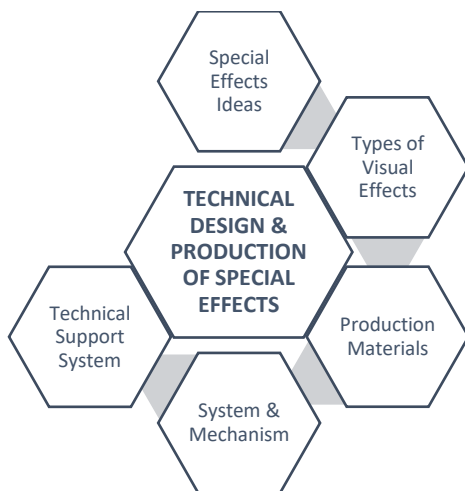 Special
Effects
Ideas
Types of
Visual
Effects
TECHNICAL
DESIGN &
PRODUCTION
OF SPECIAL
EFFECTS
Production
Materials
System &
Mechanism
Technical
Support
System